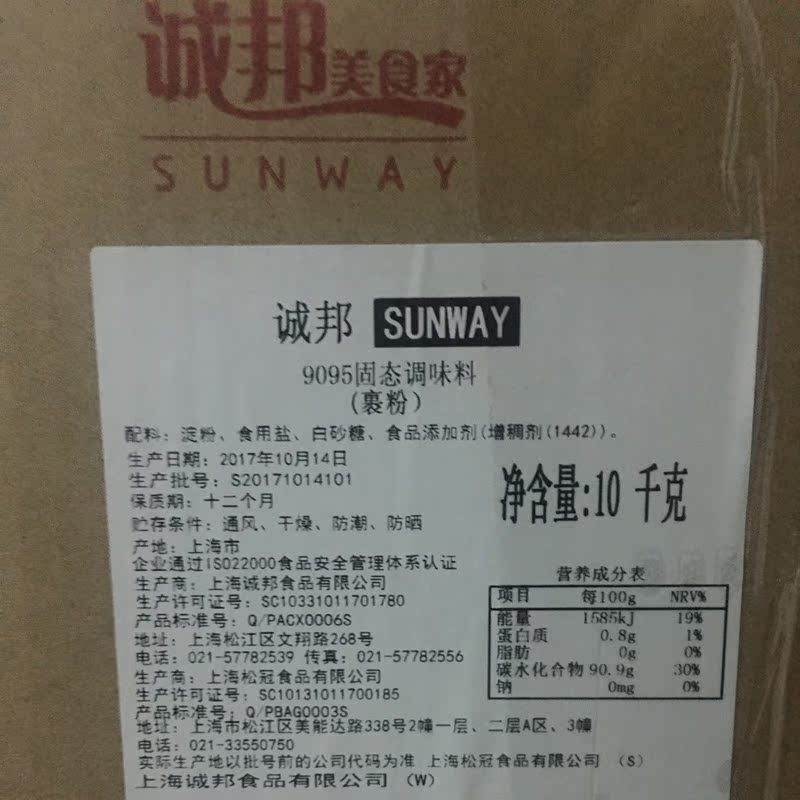 诚邦美食家
SUNWAY
诚邦 SUNWAY
9095固态调味料
(裹粉)
配料: 淀粉、食用盐、白砂糖、食品添加剂(增稠剂(1442))。
生产日期: 2017年10月14日
生产批号: S20171014101
保质期: 十二个月
净含量:10 千克
贮存条件: 通风、干燥、防潮、防晒
产地: 上海市
企业通过ISO22000食品安全管理体系认证
生产商: 上海诚邦食品有限公司
生产许可证号: SC10331011701780
产品标准号: Q/PACX0006S
地址: 上海松江区文翔路268号
电话: 021-57782539 传真: 021-57782556
生产商: 上海松冠食品有限公司
生产许可证号: SC10131011700185
产品标准号: Q/PBAG0003S
地址: 上海市松江区美能达路338号2幢一层、二层A区、3幢
电话: 021-33550750
实际生产地以批号前的公司代码为准 上海松冠食品有限公司 (S)
上海诚邦食品有限公司 (W)
营养成分表
项目 每100g NRV%
能量 1585kJ 19%
蛋白质 0.8g 1%
脂肪 0g 0%
碳水化合物 90.9g 30%
钠 0mg 0%